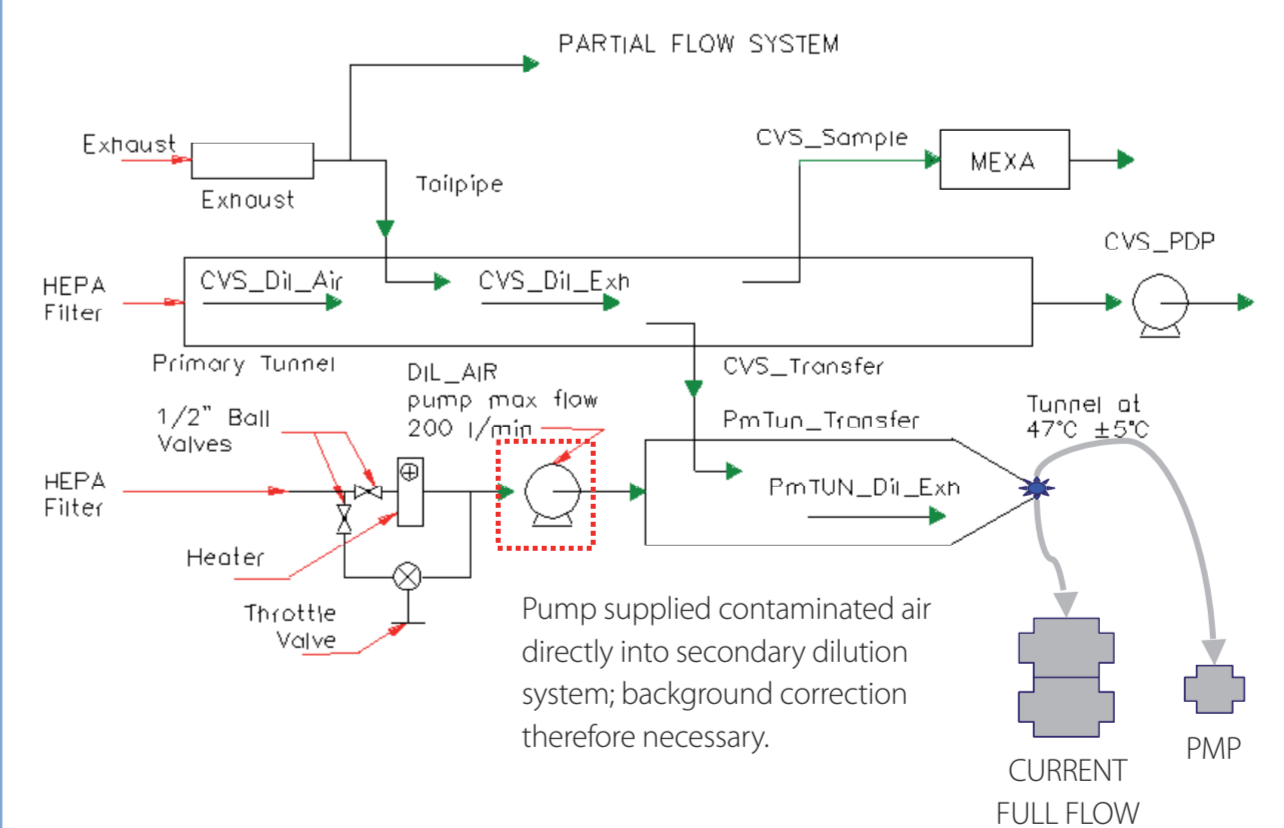 PARTIAL FLOW SYSTEM
Exhaust
Exhaust
Tailpipe
CVS_Sample
MEXA
CVS_PDP
HEPA
Filter
CVS_Dil_Air
CVS_Dil_Exh
Primary Tunnel
CVS_Transfer
DIL_AIR
pump max flow
200 l/min
1/2" Ball
Valves
PmTun_Transfer
Tunnel at
47°C ±5°C
HEPA
Filter
PmTUN_Dil_Exh
Heater
Throttle
Valve
Pump supplied contaminated air
directly into secondary dilution
system; background correction
therefore necessary.
CURRENT
FULL FLOW
PMP